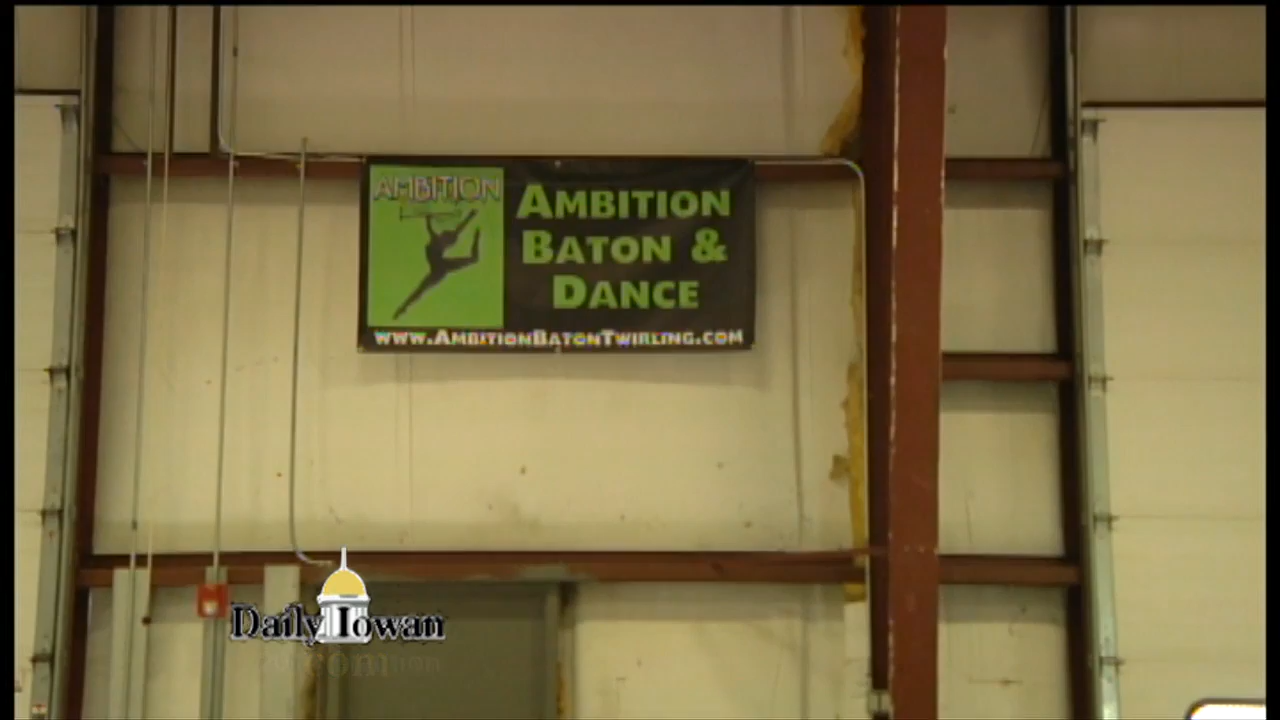 AMBITION
AMBITION
BATON &
DANCE
WWW.AMBITIONBATONTWIRLING.COM
Daily Iowan